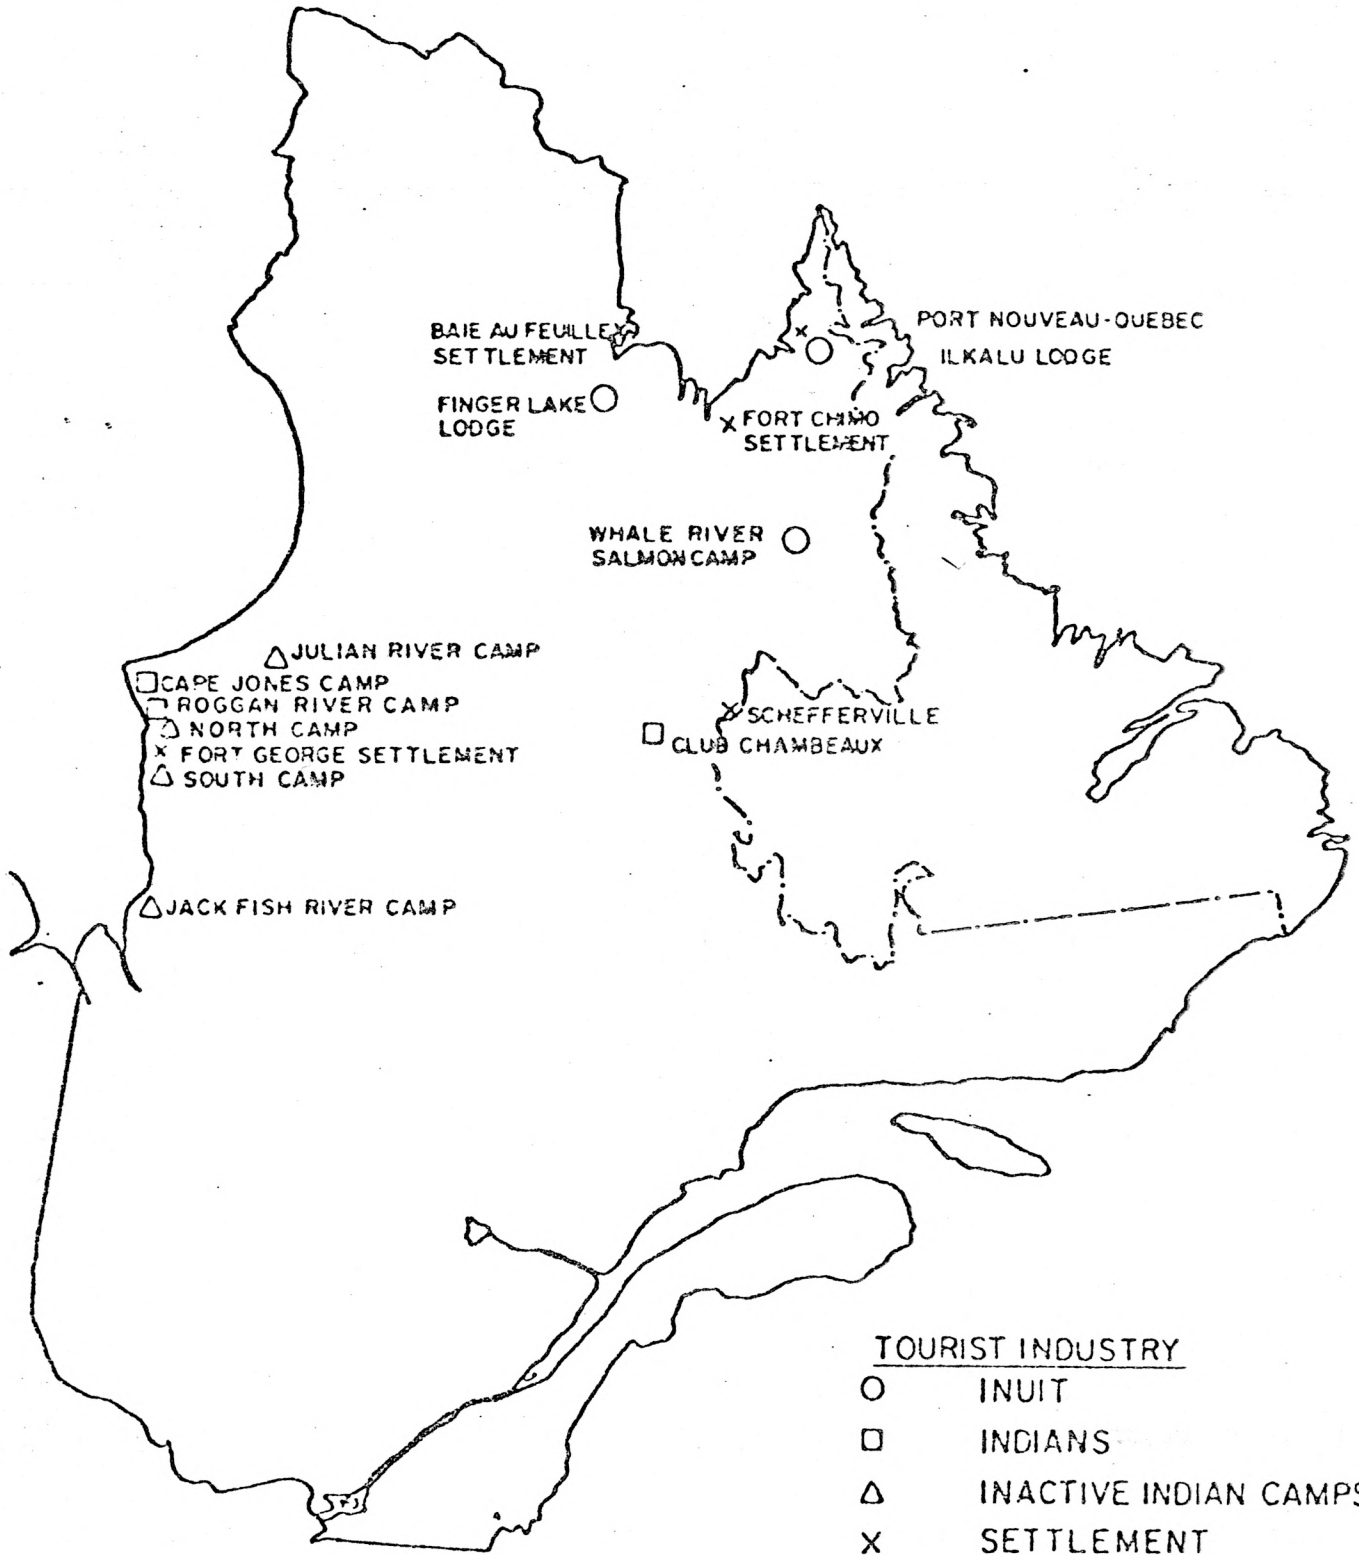 BAIE AU FEUILLE
SETTLEMENT
PORT NOUVEAU-QUEBEC
ILKALU LODGE
FINGER LAKE
LODGE
FORT CHIMO
SETTLEMENT
WHALE RIVER
SALMON CAMP
JULIAN RIVER CAMP
CAPE JONES CAMP
ROGGAN RIVER CAMP
NORTH CAMP
FORT GEORGE SETTLEMENT
SOUTH CAMP
SCHEFFERVILLE
CLUB CHAMBEAUX
JACK FISH RIVER CAMP
TOURIST INDUSTRY
INUIT
INDIANS
INACTIVE INDIAN CAMPS
X SETTLEMENT